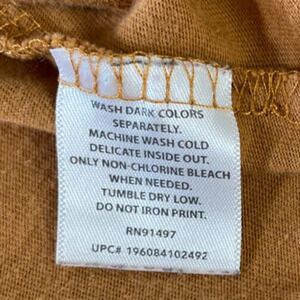 WASH DARK COLORS
SEPARATELY.
MACHINE WASH COLD
DELICATE INSIDE OUT.
ONLY NON-CHLORINE BLEACH
WHEN NEEDED.
TUMBLE DRY LOW.
DO NOT IRON PRINT.
RN91497
UPC# 196084102492